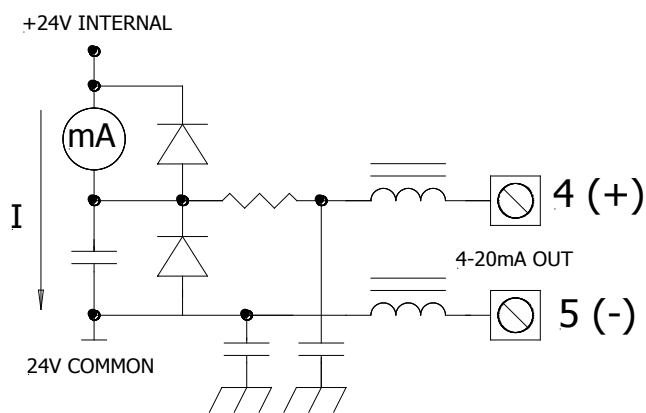 +24V INTERNAL
mA
I
4 (+)
4-20mA OUT
5 (-)
24V COMMON